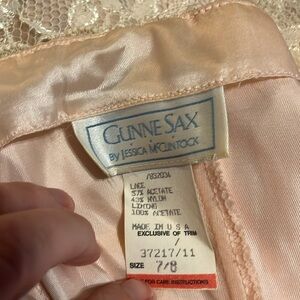 GUNNE SAX
BY JESSICA McCLINTOCK
7832034
LACE
57% ACETATE
43% NYLON
LINING
100% ACETATE
MADE IN U S A
EXCLUSIVE OF TRIM
/
37217/11
SIZE 7/8
FOR CARE INSTRUCTIONS